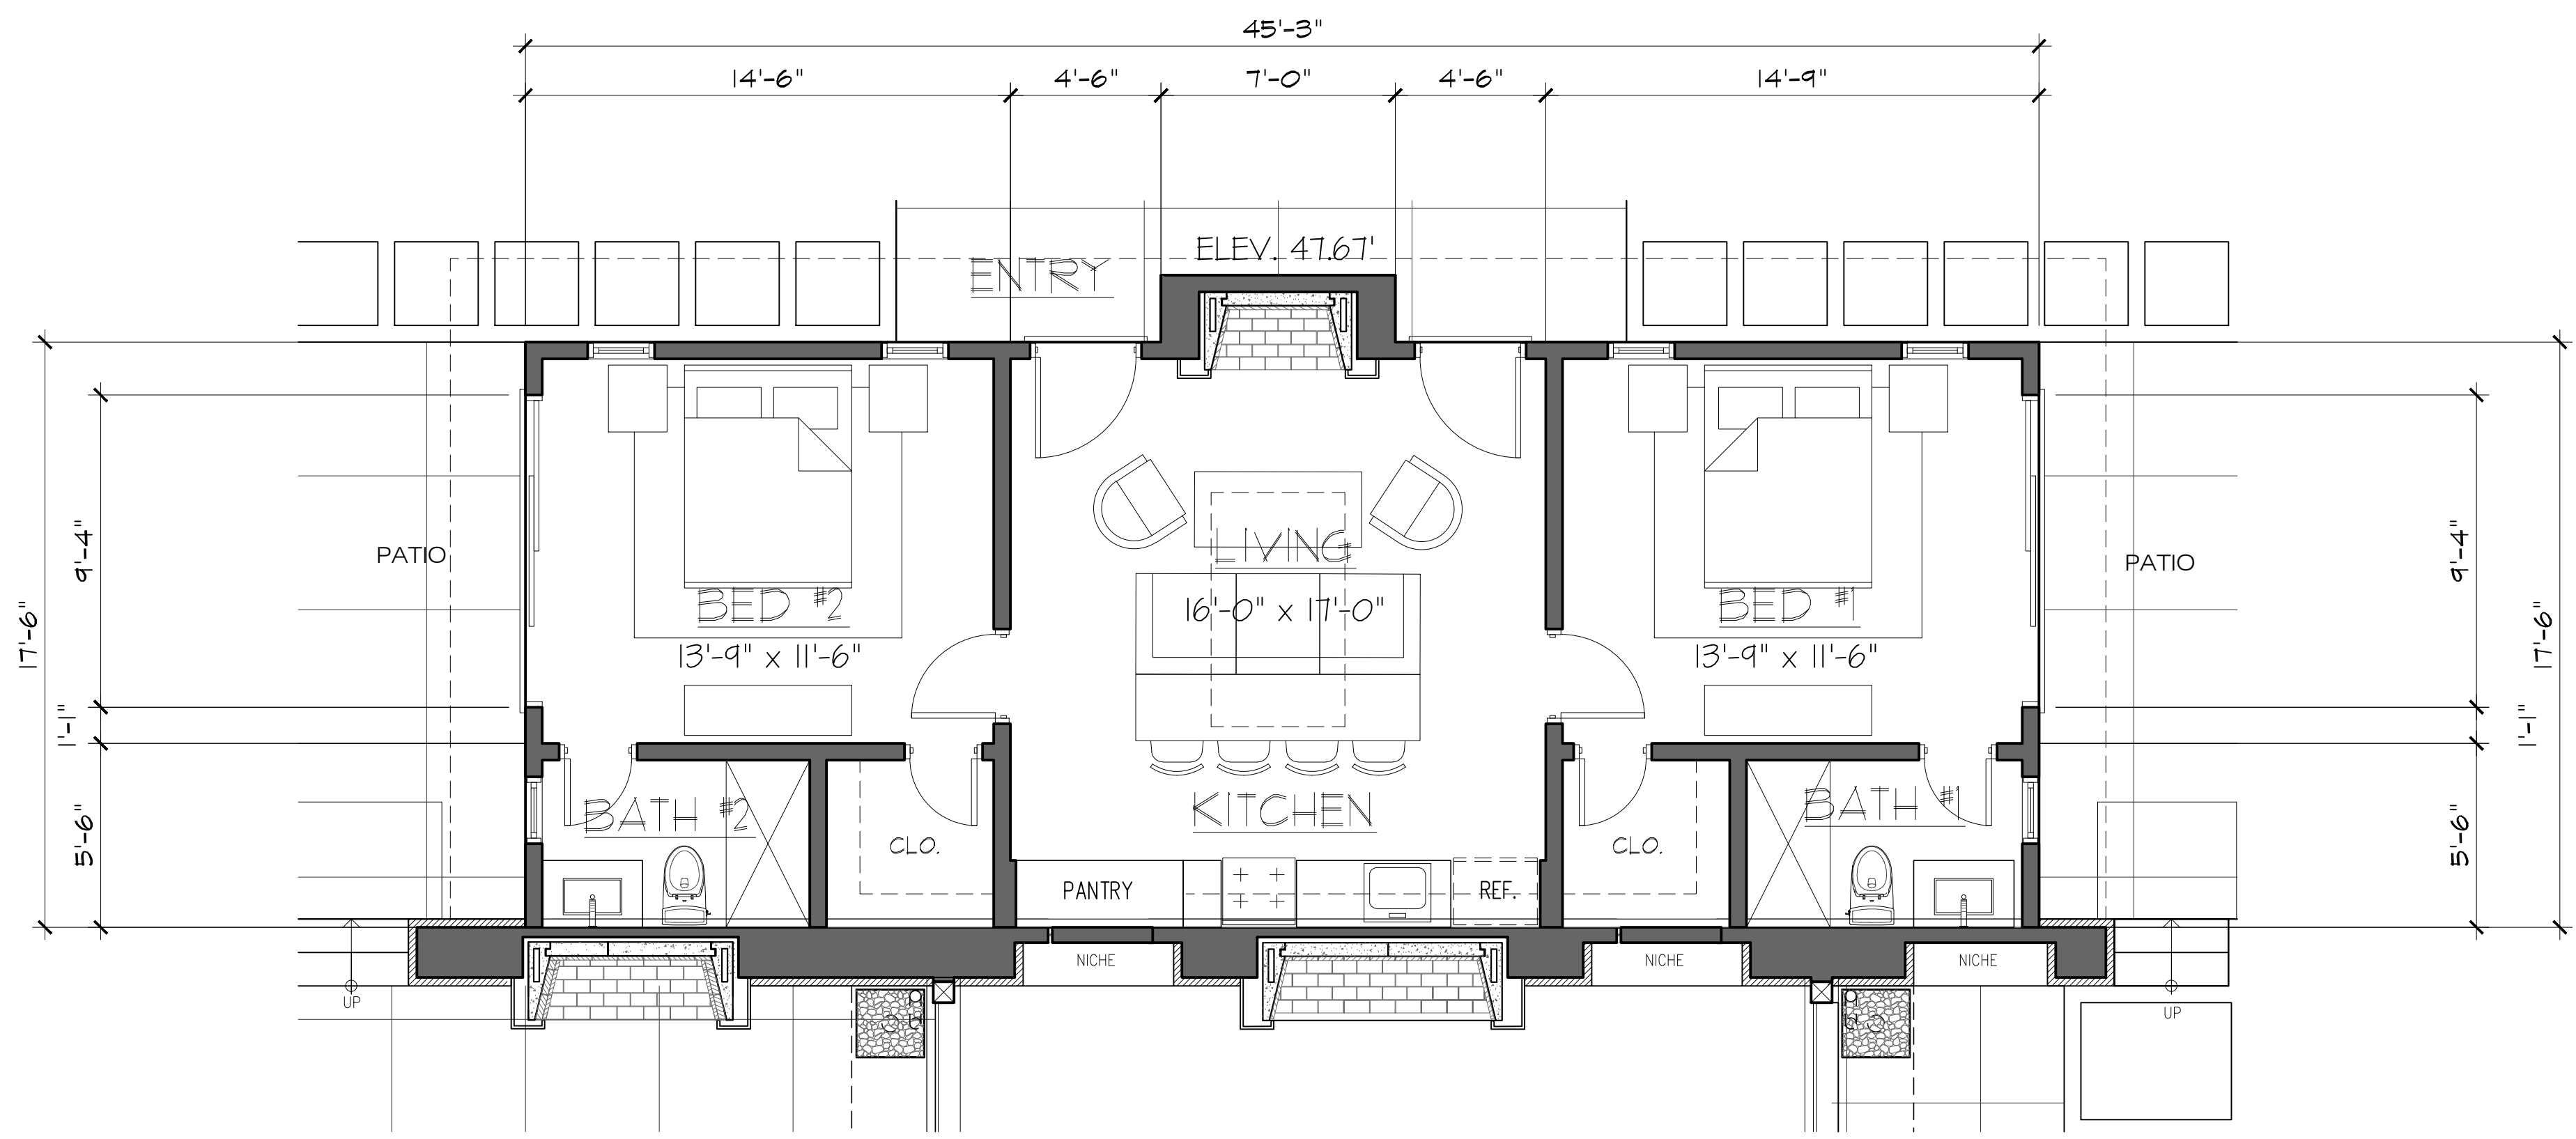 45'-3"
14'-6"
4'-6"
7'-0"
4'-6"
14'-9"
ELEV. 47.67'
ENTRY
9'-4"
17'-6"
1'-1"
5'-6"
PATIO
BED #2
13'-9" x 11'-6"
LIVING
16'-0" x 17'-0"
BED #1
13'-9" x 11'-6"
PATIO
9'-4"
17'-6"
1'-1"
5'-6"
BATH #2
CLO.
KITCHEN
PANTRY
REF.
CLO.
BATH #1
NICHE
NICHE
NICHE
UP
UP